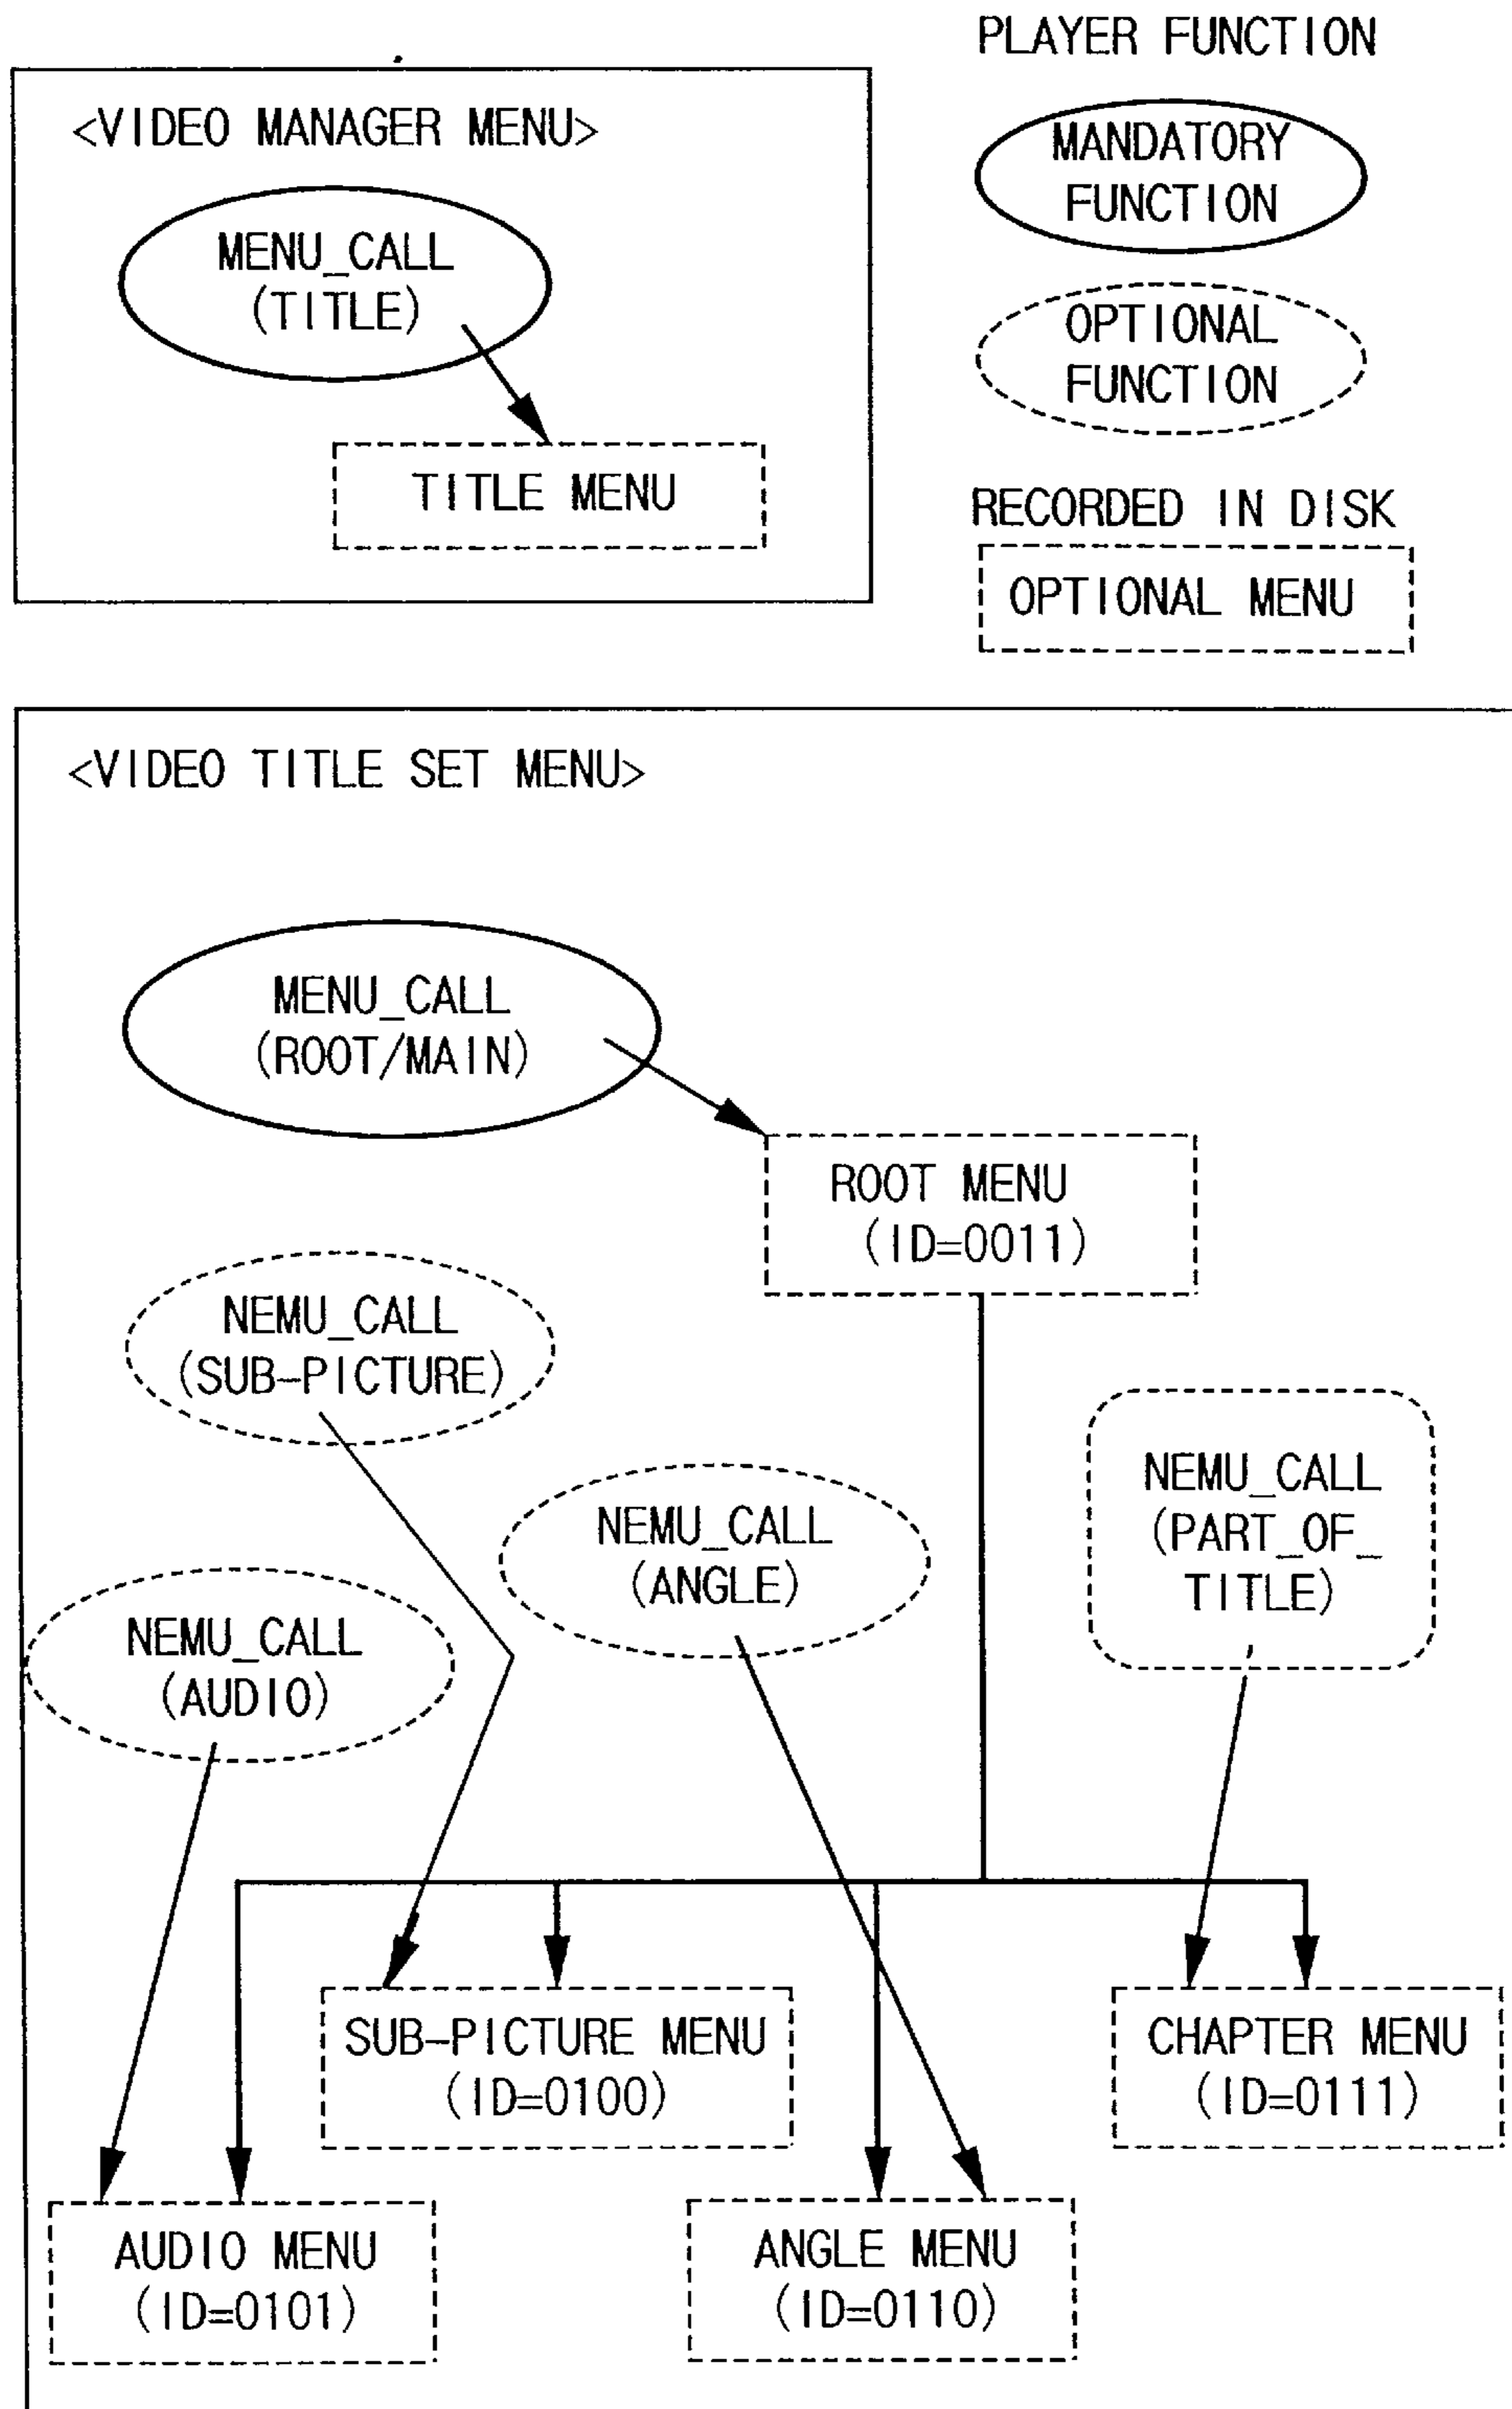 <VIDEO MANAGER MENU>
MENU_CALL
(TITLE)
TITLE MENU
PLAYER FUNCTION
MANDATORY
FUNCTION
OPTIONAL
FUNCTION
RECORDED IN DISK
OPTIONAL MENU
<VIDEO TITLE SET MENU>
MENU_CALL
(ROOT/MAIN)
ROOT MENU
(ID=0011)
NEMU_CALL
(SUB-PICTURE)
NEMU_CALL
(ANGLE)
NEMU_CALL
(PART_OF_
TITLE)
NEMU_CALL
(AUDIO)
SUB-PICTURE MENU
(ID=0100)
CHAPTER MENU
(ID=0111)
AUDIO MENU
(ID=0101)
ANGLE MENU
(ID=0110)